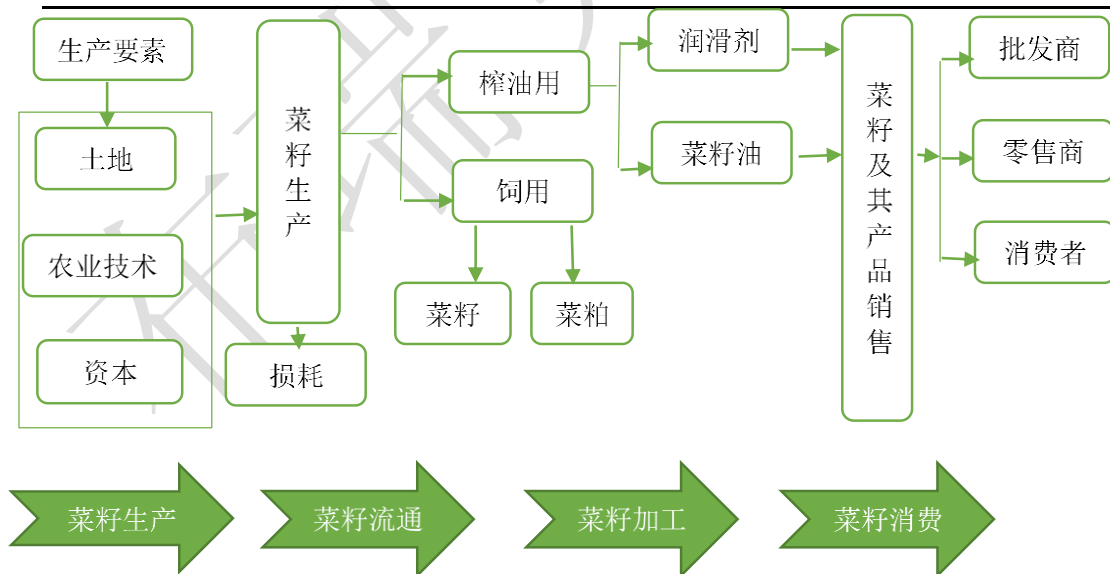 生产要素
土地
农业技术
资本
菜籽生产
损耗
榨油用
饲用
菜籽
菜粕
润滑剂
菜籽油
菜籽及其产品销售
批发商
零售商
消费者
菜籽生产
菜籽流通
菜籽加工
菜籽消费